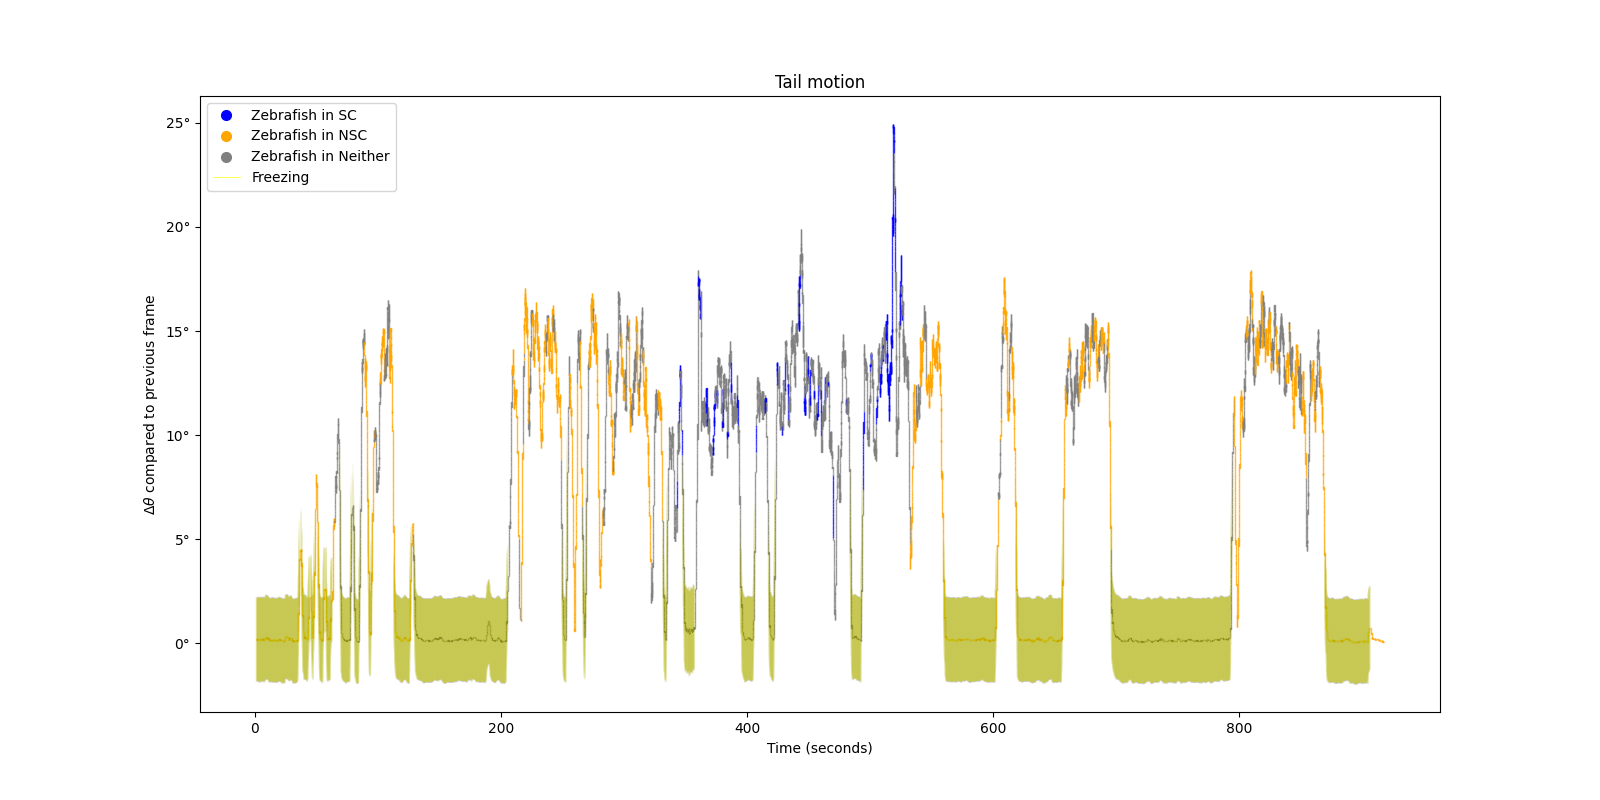 Tail motion
Zebrafish in SC
Zebrafish in NSC
Zebrafish in Neither
Freezing
25°
20°
15°
10°
5°
0°
Δθ compared to previous frame
0 200 400 600 800
Time (seconds)